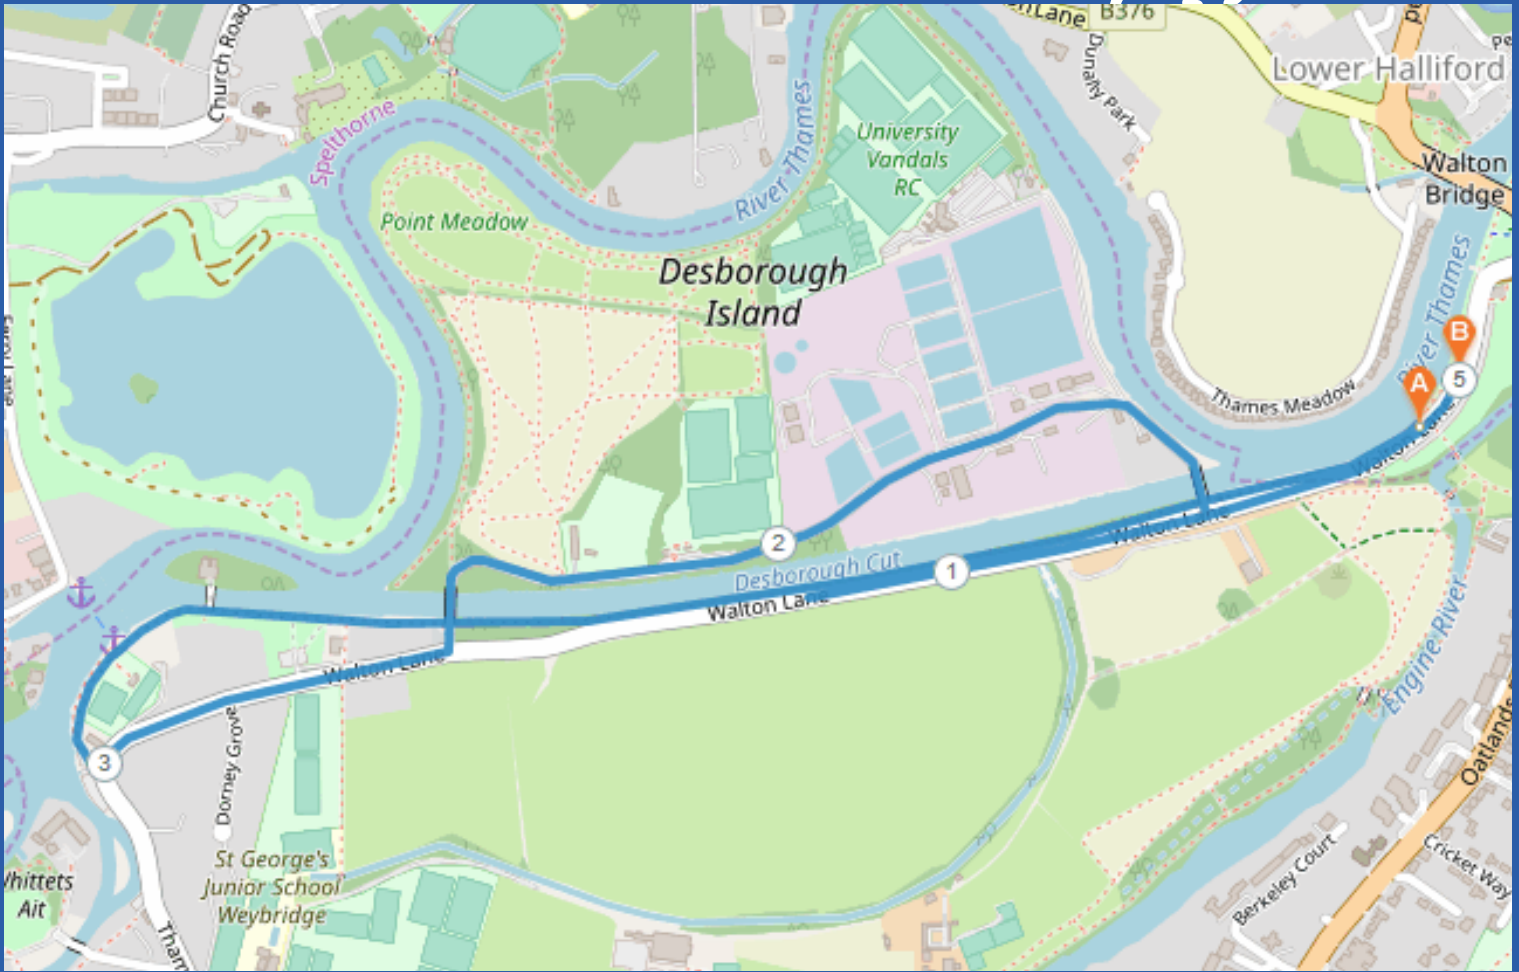 B376
Lower Halliford
Church Road
Dunally Park
Spelthorne
River Thames
University
Vandals
RC
Walton
Bridge
Point Meadow
Desborough
Island
River Thames
B
A
5
Thames Meadow
Walton Lane
2
Desborough Cut
1
Walton Lane
Walton Lane
Walton Lane
Engine River
3
Dorney Grove
Oatlands
St George's
Junior School
Weybridge
Whittets
Ait
Berkeley Court
Cricket Way